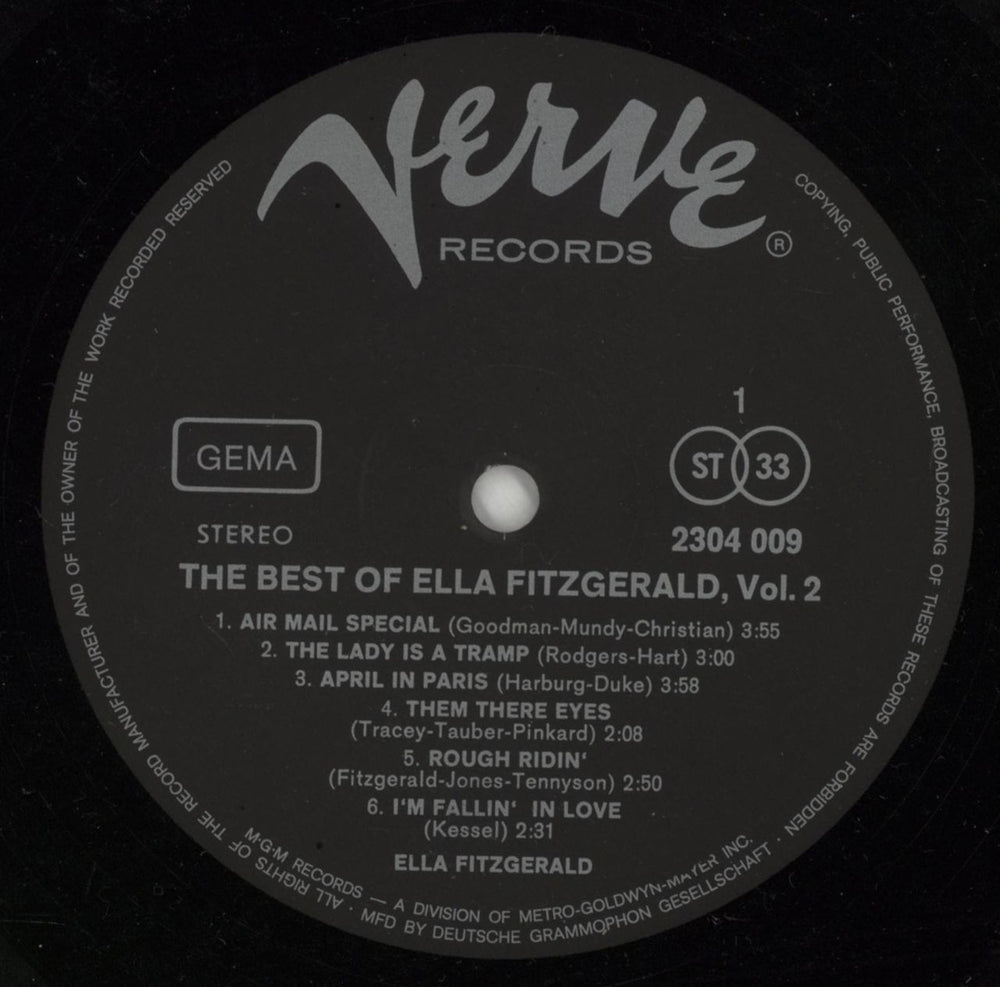 Verve
RECORDS ®
1
GEMA
ST 33
STEREO
2304 009
THE BEST OF ELLA FITZGERALD, Vol. 2
1. AIR MAIL SPECIAL (Goodman-Mundy-Christian) 3:55
2. THE LADY IS A TRAMP (Rodgers-Hart) 3:00
3. APRIL IN PARIS (Harburg-Duke) 3:58
4. THEM THERE EYES
(Tracey-Tauber-Pinkard) 2:08
5. ROUGH RIDIN‘
(Fitzgerald-Jones-Tennyson) 2:50
6. I'M FALLIN‘ IN LOVE
(Kessel) 2:31
ELLA FITZGERALD
M·G·M RECORDS — A DIVISION OF METRO-GOLDWYN-MAYER INC.
ALL RIGHTS OF THE RECORD MANUFACTURER AND OF THE OWNER OF THE WORK RECORDED RESERVED
COPYING, PUBLIC PERFORMANCE, BROADCASTING OF THESE RECORDS ARE FORBIDDEN
· MFD BY DEUTSCHE GRAMMOPHON GESELLSCHAFT ·